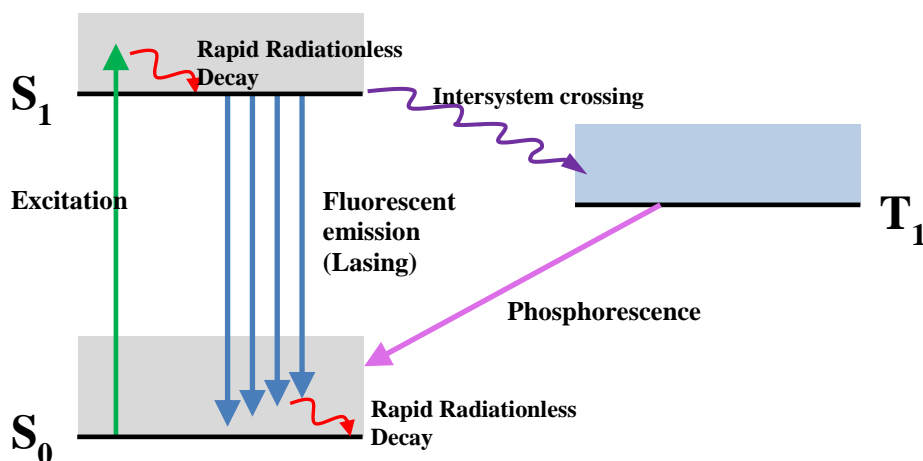 Rapid Radiationless
Decay
S1
Intersystem crossing
Excitation
Fluorescent
emission
(Lasing)
T1
Phosphorescence
Rapid Radiationless
Decay
S0